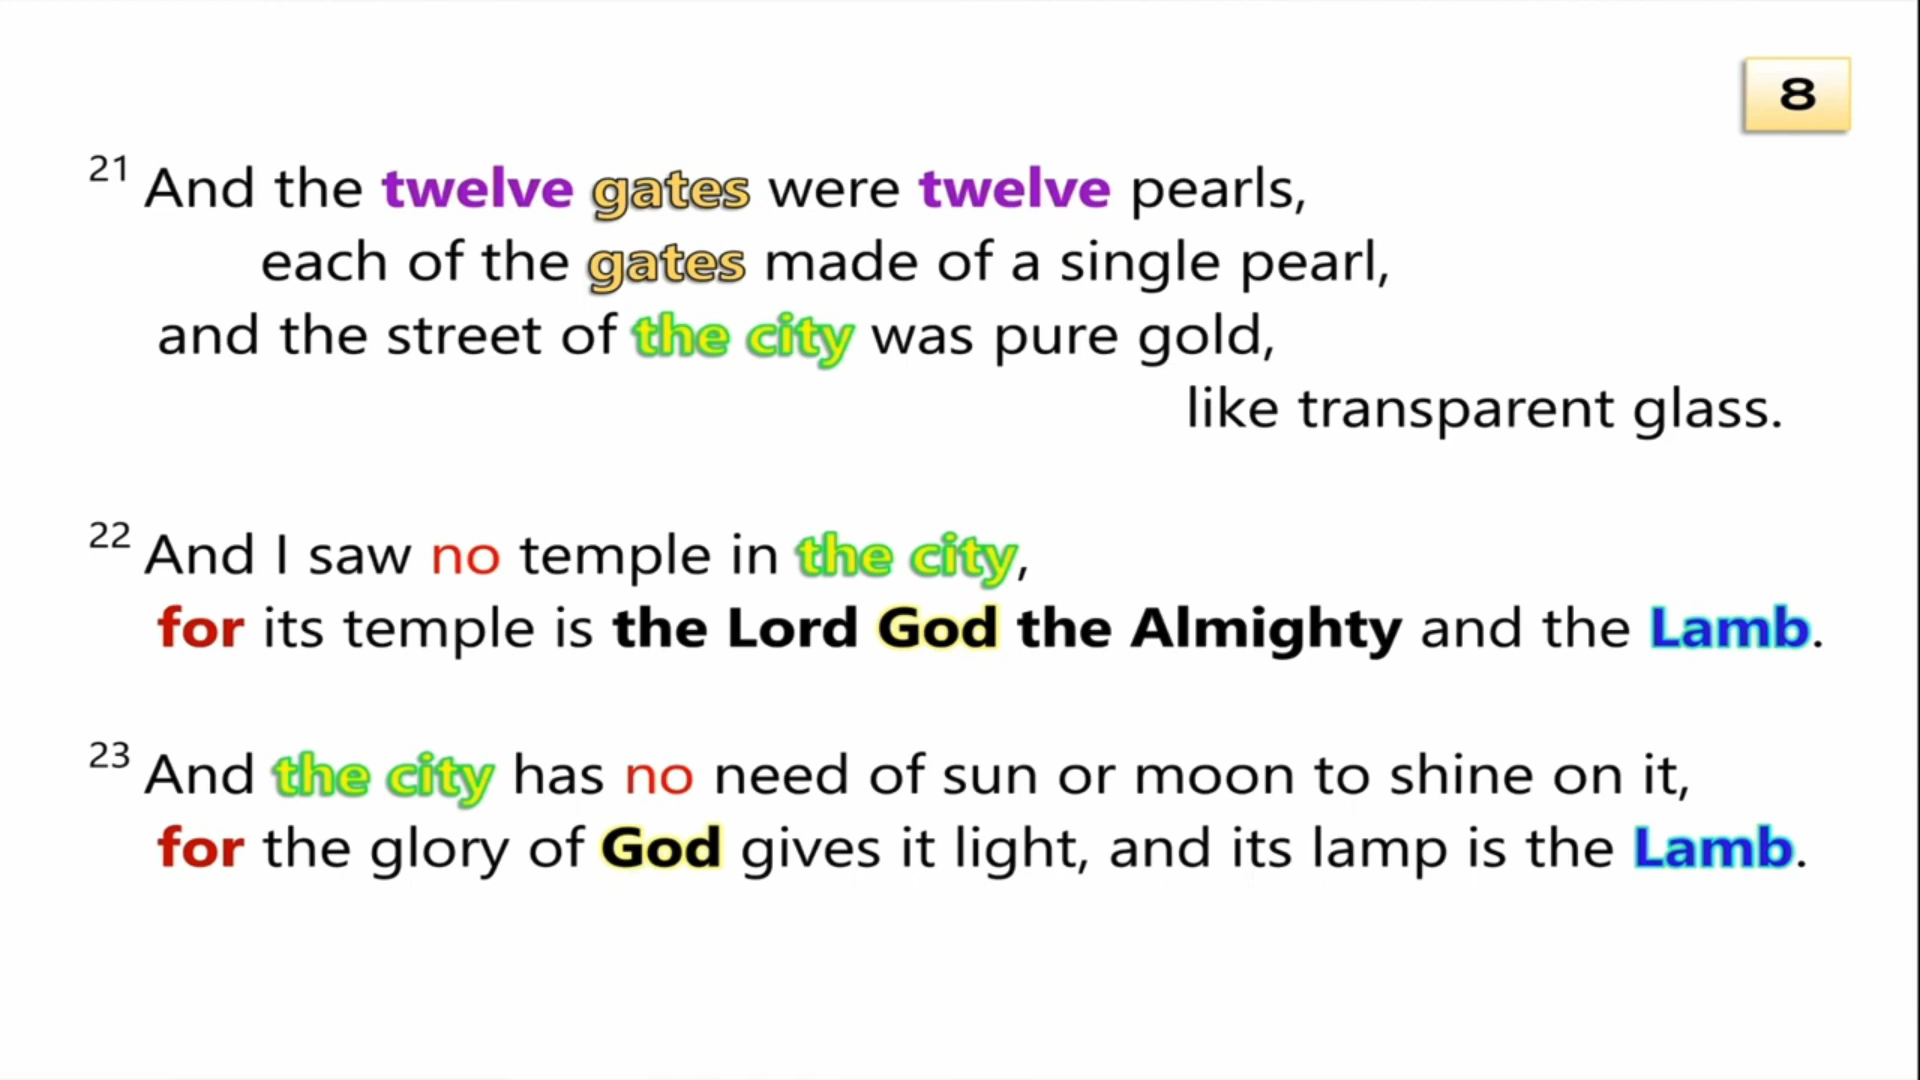 8
21 And the twelve gates were twelve pearls,
each of the gates made of a single pearl,
and the street of the city was pure gold,
like transparent glass.
22 And I saw no temple in the city,
for its temple is the Lord God the Almighty and the Lamb.
23 And the city has no need of sun or moon to shine on it,
for the glory of God gives it light, and its lamp is the Lamb.